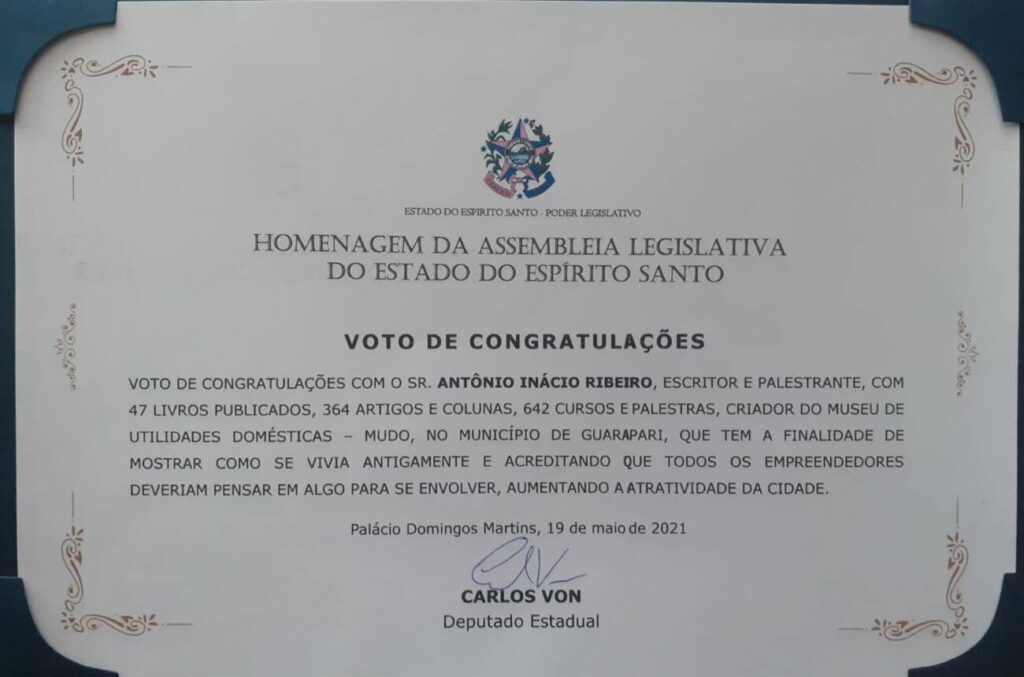 ESTADO DO ESPIRITO SANTO - PODER LEGISLATIVO
HOMENAGEM DA ASSEMBLEIA LEGISLATIVA
DO ESTADO DO ESPÍRITO SANTO
VOTO DE CONGRATULAÇÕES
VOTO DE CONGRATULAÇÕES COM O SR. ANTÔNIO INÁCIO RIBEIRO, ESCRITOR E PALESTRANTE, COM
47 LIVROS PUBLICADOS, 364 ARTIGOS E COLUNAS, 642 CURSOS E PALESTRAS, CRIADOR DO MUSEU DE
UTILIDADES DOMÉSTICAS – MUDO, NO MUNICÍPIO DE GUARAPARI, QUE TEM A FINALIDADE DE
MOSTRAR COMO SE VIVIA ANTIGAMENTE E ACREDITANDO QUE TODOS OS EMPREENDEDORES
DEVERIAM PENSAR EM ALGO PARA SE ENVOLVER, AUMENTANDO A ATRATIVIDADE DA CIDADE.
Palácio Domingos Martins, 19 de maio de 2021
CARLOS VON
Deputado Estadual